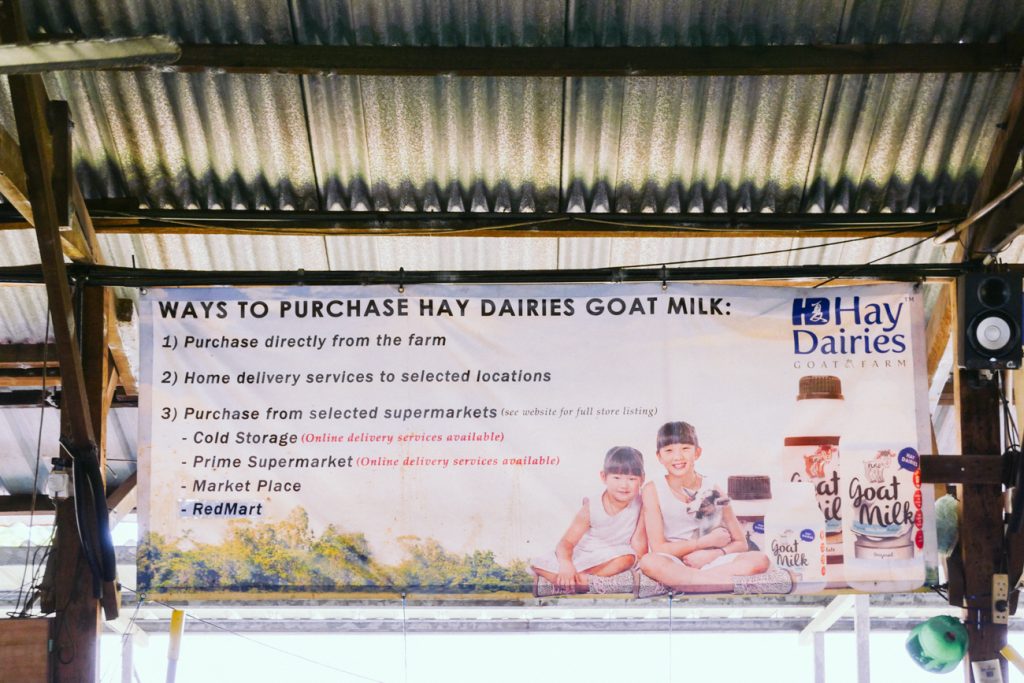 WAYS TO PURCHASE HAY DAIRIES GOAT MILK:
1) Purchase directly from the farm
2) Home delivery services to selected locations
3) Purchase from selected supermarkets (see website for full store listing)
- Cold Storage (Online delivery services available)
- Prime Supermarket (Online delivery services available)
- Market Place
- RedMart
HD Hay™
Dairies
GOAT FARM
Goat
Milk
Goat
Milk